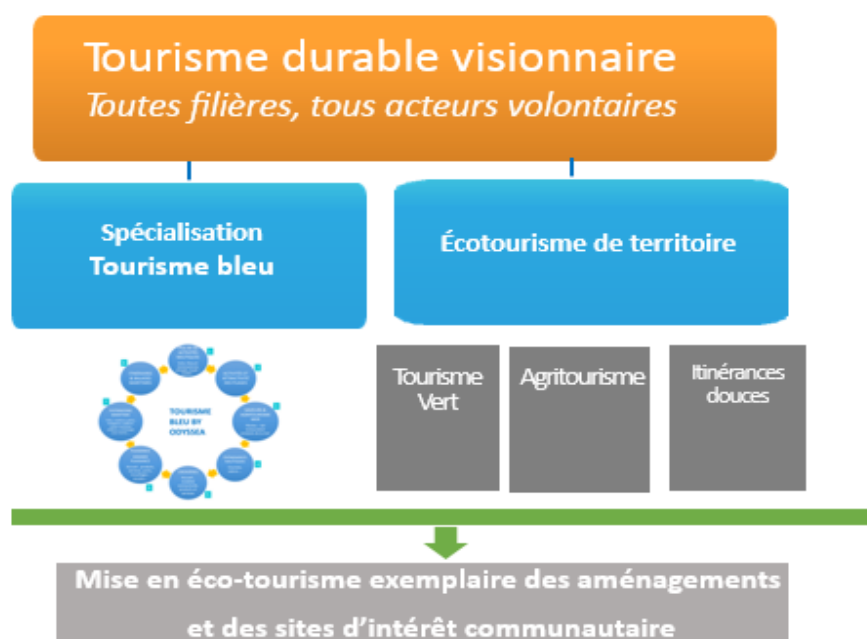 Tourisme durable visionnaire
Toutes filières, tous acteurs volontaires
Spécialisation
Tourisme bleu
Écotourisme de territoire
TOURISME
BLEU BY
ODYSSEA
Tourisme
Vert
Agritourisme
Itinérances
douces
Mise en éco-tourisme exemplaire des aménagements
et des sites d’intérêt communautaire